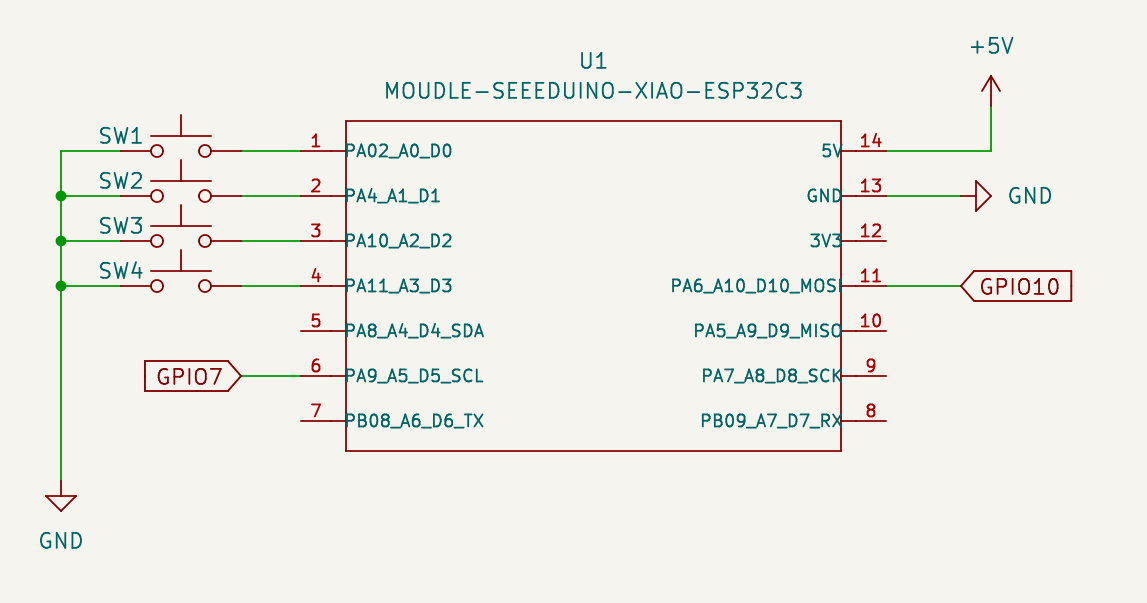 +5V
U1
MOUDLE-SEEEDUINO-XIAO-ESP32C3
SW1
1
PA02_A0_D0
5V
14
SW2
2
PA4_A1_D1
GND
13
GND
SW3
3
PA10_A2_D2
3V3
12
SW4
4
PA11_A3_D3
PA6_A10_D10_MOSI
11
GPIO10
5
PA8_A4_D4_SDA
PA5_A9_D9_MISO
10
GPIO7
6
PA9_A5_D5_SCL
PA7_A8_D8_SCK
9
7
PB08_A6_D6_TX
PB09_A7_D7_RX
8
GND